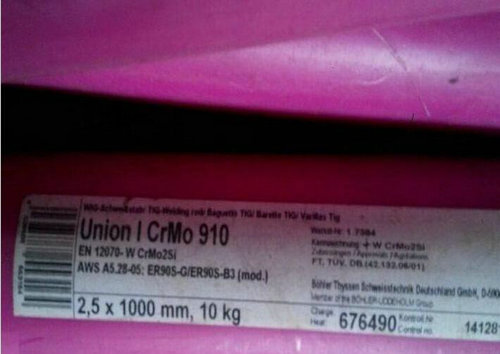 WIG-Schweißstab/ TIG-Welding rod/ Baguette TIG/ Barette TIG/ Varillas Tig
Union I CrMo 910
EN 12070- W CrMo2Si
AWS A5.28-05: ER90S-G/ER90S-B3 (mod.)
2,5 x 1000 mm, 10 kg
Werkst-Nr 1.7384
Kennzeichnung W CrMo2Si
Zulassungen / Approvals / Agréations
FT, TÜV, DB.(42.132.06/01)
Böhler Thyssen Schweisstechnik Deutschland GmbH,
Member of the BÖHLER-UDDEHOLM Group
Charge
Heat 676490 Kontroll.Nr
Control no. 14128